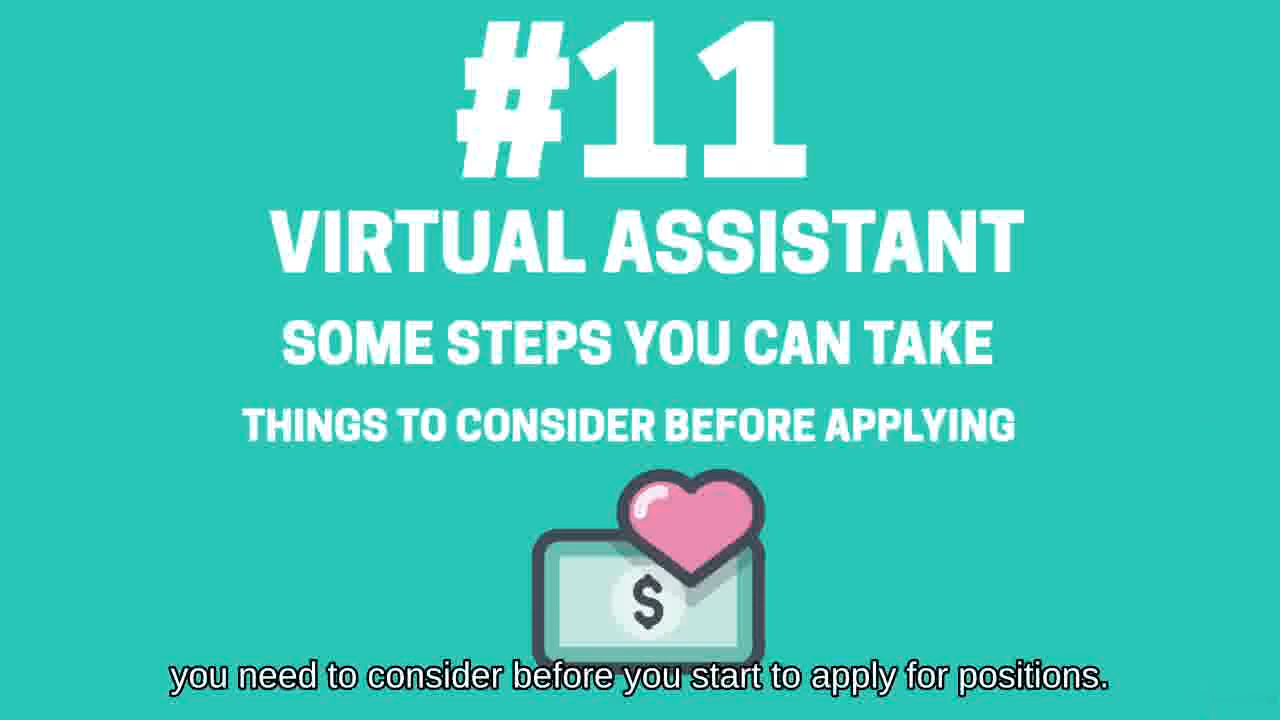 #11
VIRTUAL ASSISTANT
SOME STEPS YOU CAN TAKE
THINGS TO CONSIDER BEFORE APPLYING
$
you need to consider before you start to apply for positions.